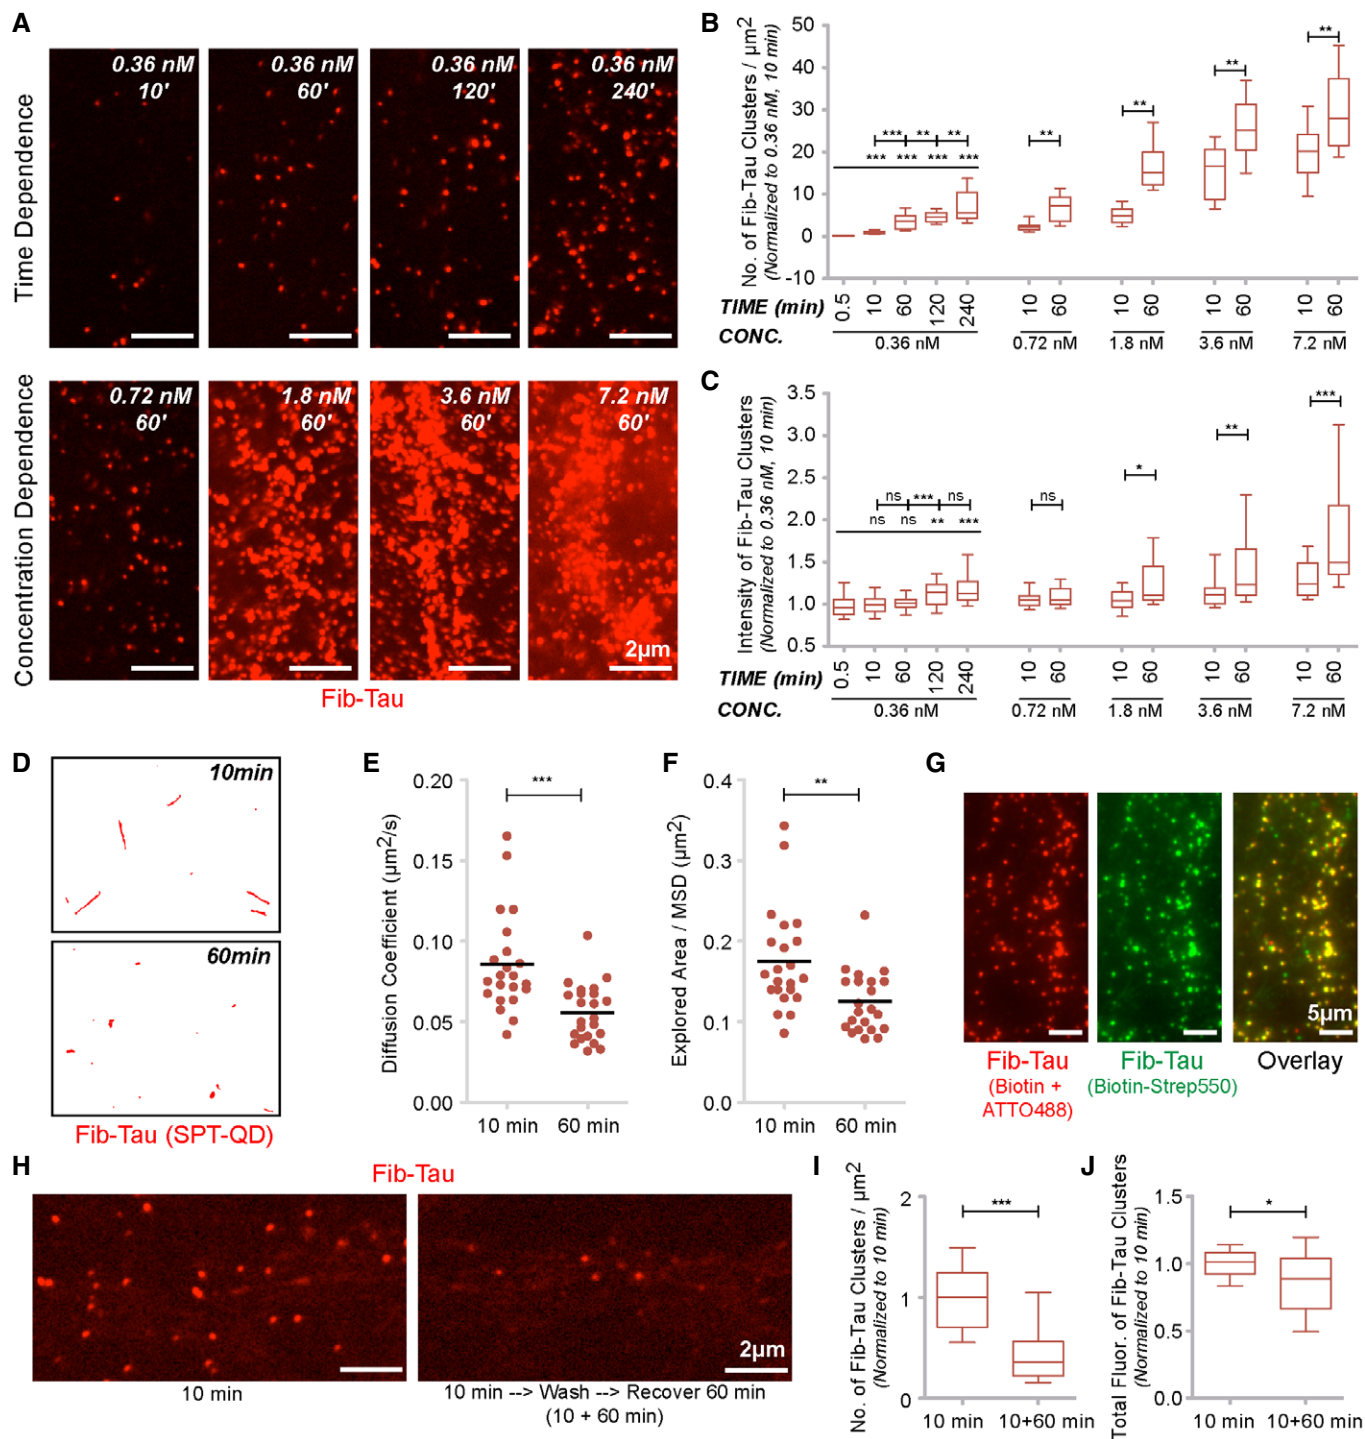 A
Time Dependence
0.36 nM
10'
0.36 nM
60'
0.36 nM
120'
0.36 nM
240'
Concentration Dependence
0.72 nM
60'
1.8 nM
60'
3.6 nM
60'
7.2 nM
60'
2µm
Fib-Tau
B
No. of Fib-Tau Clusters / µm2
(Normalized to 0.36 nM, 10 min)
50
40
30
20
10
0
-10
*** ** **
*** *** *** ***
**
**
**
**
TIME (min)
0.5 10 60 120 240 10 60 10 60 10 60 10 60
CONC.
0.36 nM 0.72 nM 1.8 nM 3.6 nM 7.2 nM
C
Intensity of Fib-Tau Clusters
(Normalized to 0.36 nM, 10 min)
3.5
3.0
2.5
2.0
1.5
1.0
0.5
ns *** ns
ns ns ** ***
ns
*
**
***
TIME (min)
0.5 10 60 120 240 10 60 10 60 10 60 10 60
CONC.
0.36 nM 0.72 nM 1.8 nM 3.6 nM 7.2 nM
D
10min
60min
Fib-Tau (SPT-QD)
E
Diffusion Coefficient (µm2/s)
0.20
0.15
0.10
0.05
0.00
***
10 min 60 min
F
Explored Area / MSD (µm2)
0.4
0.3
0.2
0.1
0.0
**
10 min 60 min
G
5µm
Fib-Tau
(Biotin +
ATTO488)
Fib-Tau
(Biotin-Strep550)
Overlay
H
Fib-Tau
2µm
10 min
10 min --> Wash --> Recover 60 min
(10 + 60 min)
I
No. of Fib-Tau Clusters / µm2
(Normalized to 10 min)
2
1
0
***
10 min 10+60 min
J
Total Fluor. of Fib-Tau Clusters
(Normalized to 10 min)
1.5
1.0
0.5
0.0
*
10 min 10+60 min